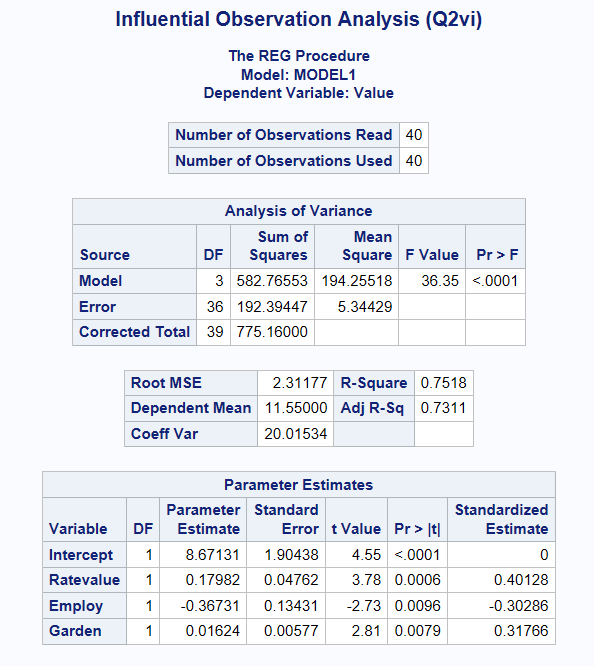 Influential Observation Analysis (Q2vi)
The REG Procedure
Model: MODEL1
Dependent Variable: Value
Number of Observations Read 40
Number of Observations Used 40
Analysis of Variance
Source DF Sum of Squares Mean Square F Value Pr > F
Model 3 582.76553 194.25518 36.35 <.0001
Error 36 192.39447 5.34429
Corrected Total 39 775.16000
Root MSE 2.31177 R-Square 0.7518
Dependent Mean 11.55000 Adj R-Sq 0.7311
Coeff Var 20.01534
Parameter Estimates
Variable DF Parameter Estimate Standard Error t Value Pr > |t| Standardized Estimate
Intercept 1 8.67131 1.90438 4.55 <.0001 0
Ratevalue 1 0.17982 0.04762 3.78 0.0006 0.40128
Employ 1 -0.36731 0.13431 -2.73 0.0096 -0.30286
Garden 1 0.01624 0.00577 2.81 0.0079 0.31766